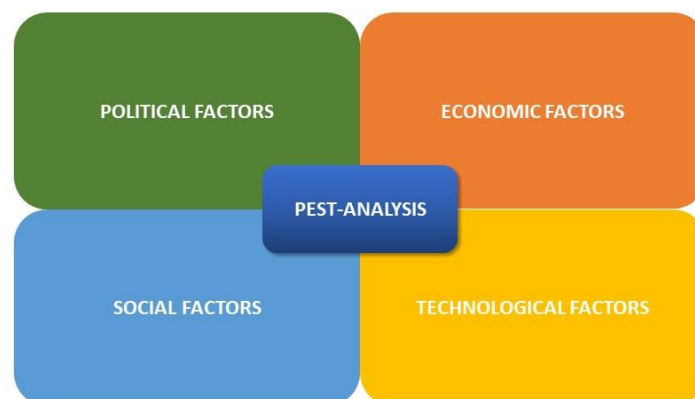 POLITICAL FACTORS
ECONOMIC FACTORS
PEST-ANALYSIS
SOCIAL FACTORS
TECHNOLOGICAL FACTORS